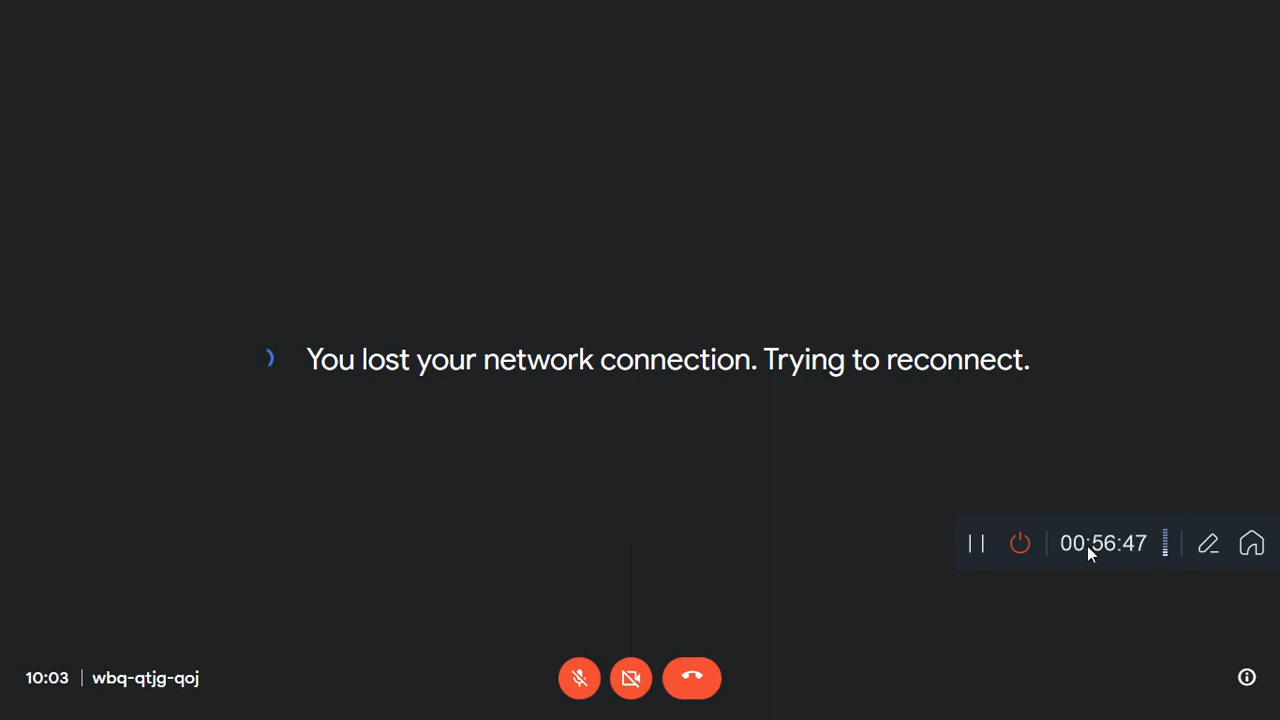 You lost your network connection. Trying to reconnect.
00:56:47
10:03 | wbq-qtjg-qoj